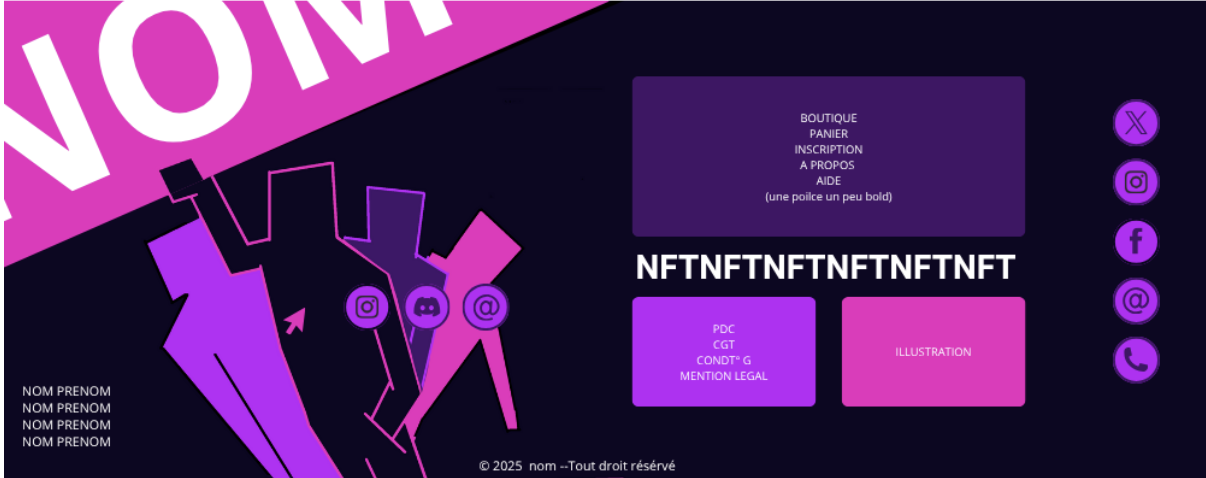 NOM
BOUTIQUE
PANIER
INSCRIPTION
A PROPOS
AIDE
(une poilce un peu bold)
NFTNFTNFTNFTNFTNFT
PDC
CGT
CONDT° G
MENTION LEGAL
ILLUSTRATION
NOM PRENOM
NOM PRENOM
NOM PRENOM
NOM PRENOM
© 2025  nom --Tout droit résérvé